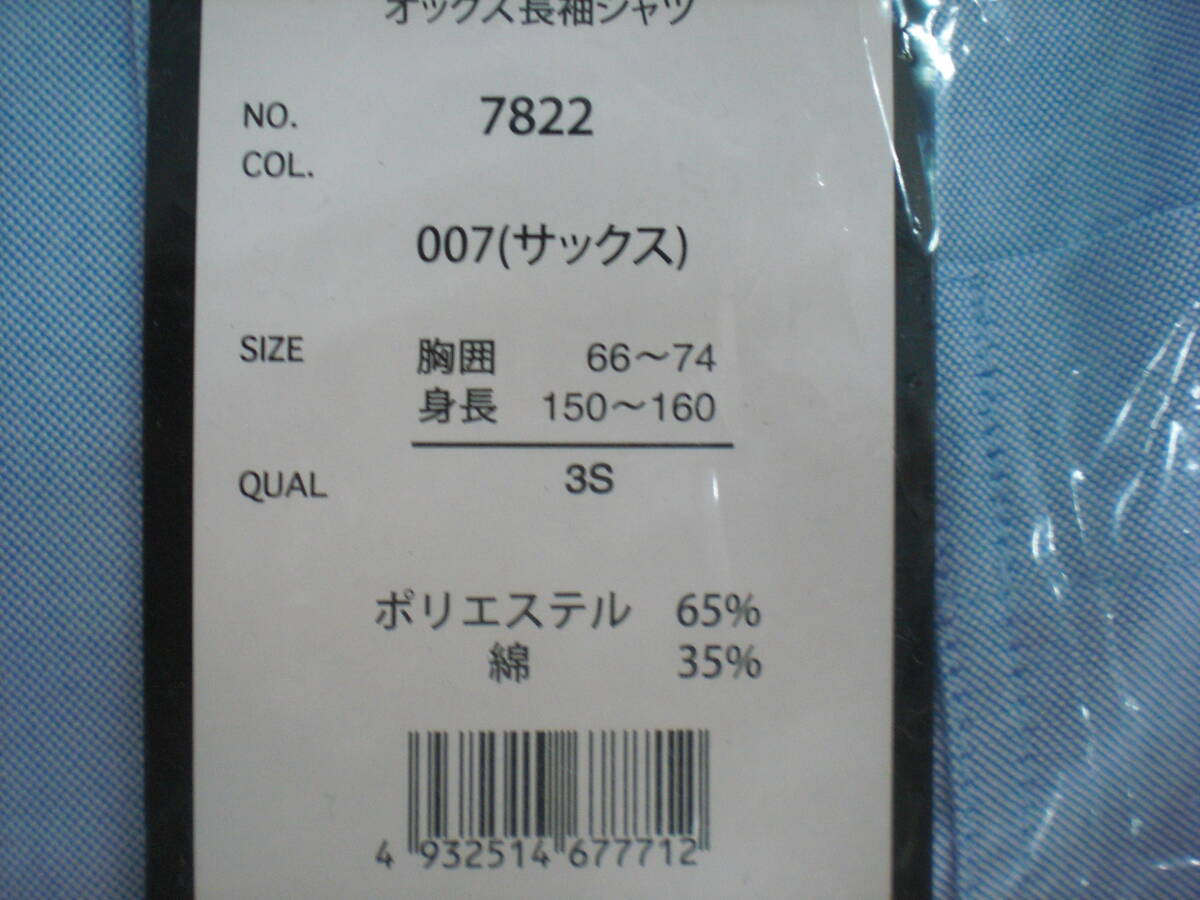 オックス長袖シャツ
NO. 7822
COL.
007(サックス)
SIZE 胸囲 66〜74
身長 150〜160
QUAL 3S
ポリエステル 65%
綿 35%
4 932514 677712